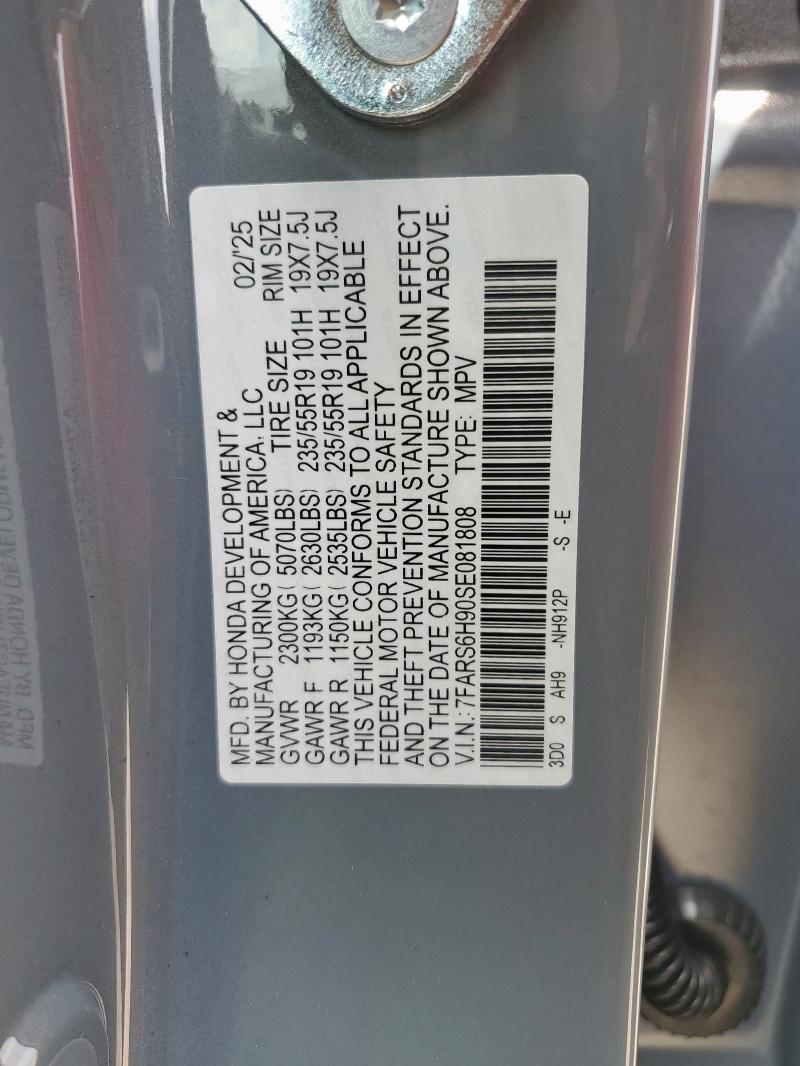 MFD. BY HONDA DEVELOPMENT &
MANUFACTURING OF AMERICA, LLC 02/'25
GVWR 2300KG( 5070LBS) TIRE SIZE RIM SIZE
GAWR F 1193KG( 2630LBS) 235/55R19 101H 19X7.5J
GAWR R 1150KG( 2535LBS) 235/55R19 101H 19X7.5J
THIS VEHICLE CONFORMS TO ALL APPLICABLE
FEDERAL MOTOR VEHICLE SAFETY
AND THEFT PREVENTION STANDARDS IN EFFECT
ON THE DATE OF MANUFACTURE SHOWN ABOVE.
V.I.N.: 7FARS6H90SE081808 TYPE: MPV
3D0 S AH9 -NH912P -S -E